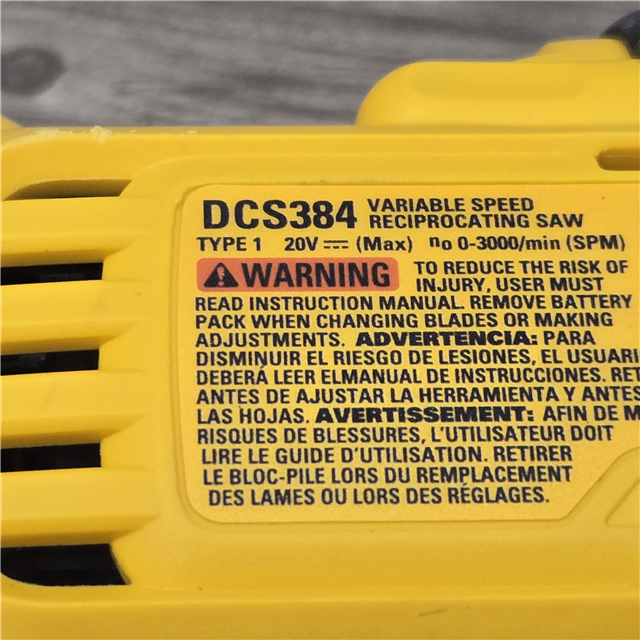 DCS384 VARIABLE SPEED
RECIPROCATING SAW
TYPE 1 20V ⎓ (Max) no 0-3000/min (SPM)
⚠WARNING TO REDUCE THE RISK OF
INJURY, USER MUST
READ INSTRUCTION MANUAL. REMOVE BATTERY
PACK WHEN CHANGING BLADES OR MAKING
ADJUSTMENTS. ADVERTENCIA: PARA
DISMINUIR EL RIESGO DE LESIONES, EL USUARI
DEBERÁ LEER ELMANUAL DE INSTRUCCIONES. RET
ANTES DE AJUSTAR LA HERRAMIENTA Y ANTES
LAS HOJAS. AVERTISSEMENT: AFIN DE M
RISQUES DE BLESSURES, L'UTILISATEUR DOIT
LIRE LE GUIDE D'UTILISATION. RETIRER
LE BLOC-PILE LORS DU REMPLACEMENT
DES LAMES OU LORS DES RÉGLAGES.